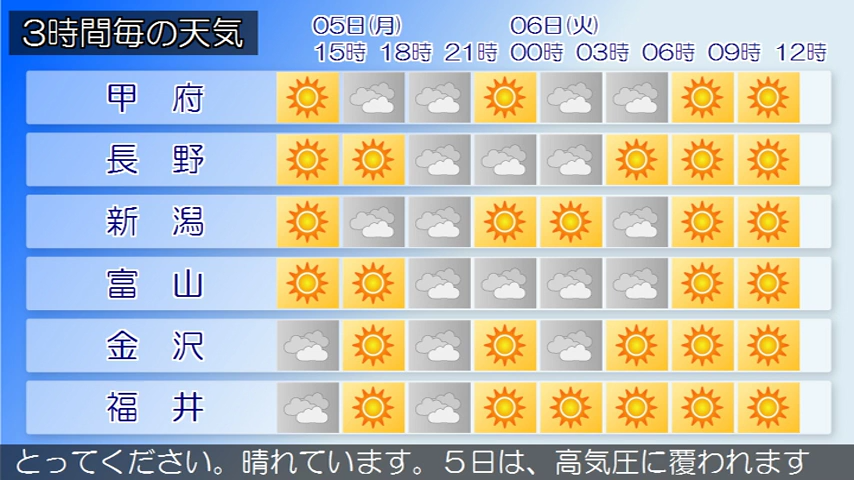 3時間毎の天気
05日(月) 06日(火)
15時 18時 21時 00時 03時 06時 09時 12時
甲府
長野
新潟
富山
金沢
福井
とってください。晴れています。5日は、高気圧に覆われます